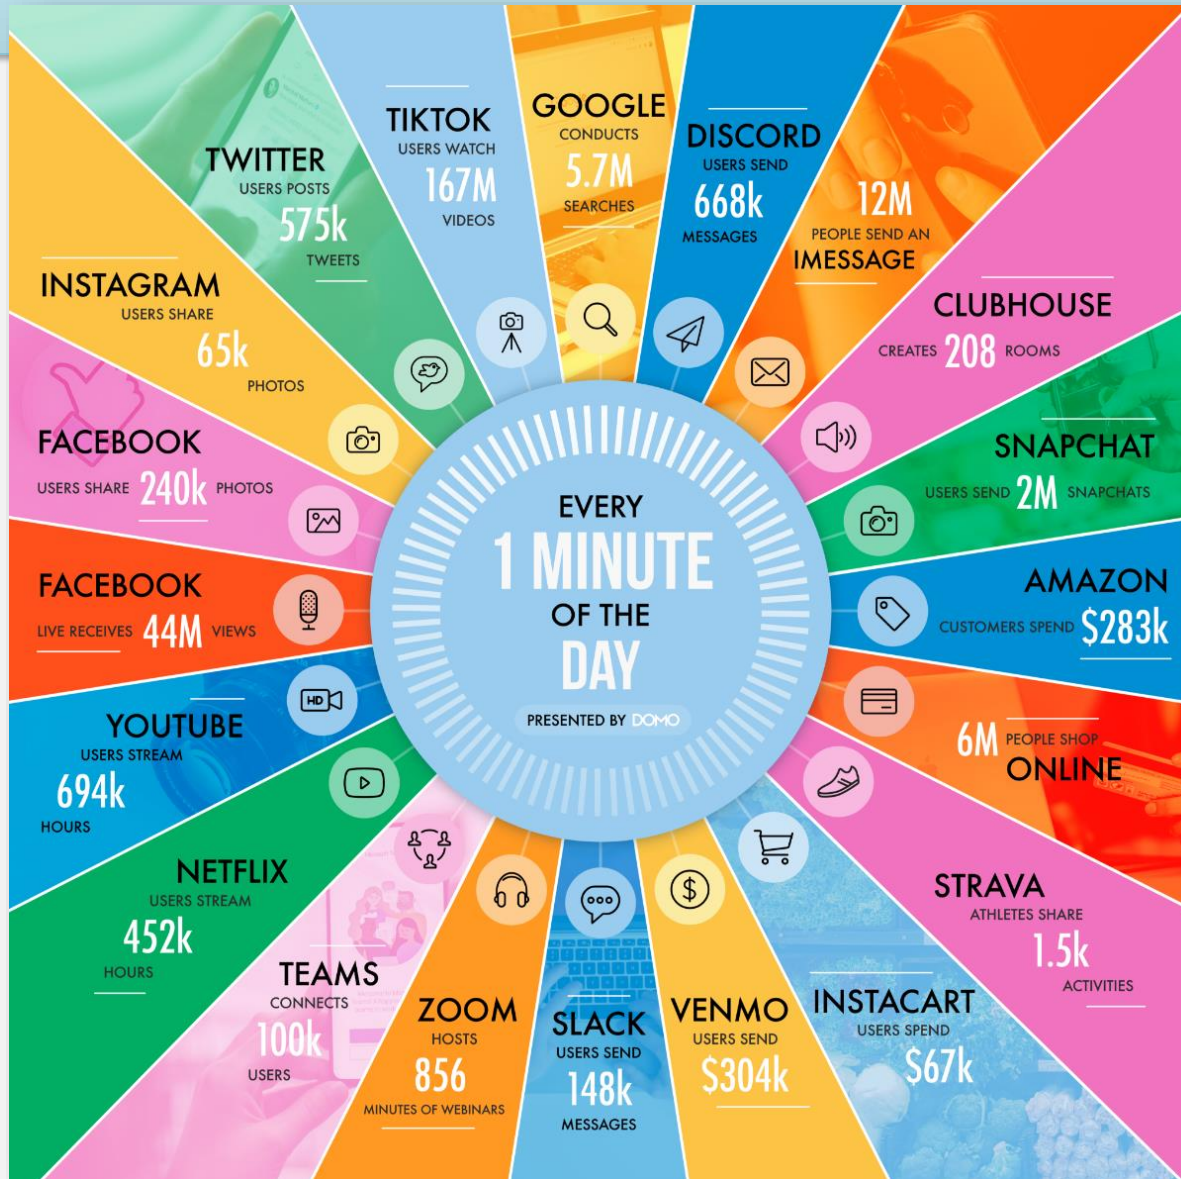 TIKTOK
USERS WATCH
167M
VIDEOS
GOOGLE
CONDUCTS
5.7M
SEARCHES
DISCORD
USERS SEND
668k
MESSAGES
12M
PEOPLE SEND AN
IMESSAGE
CLUBHOUSE
CREATES 208 ROOMS
SNAPCHAT
USERS SEND 2M SNAPCHATS
AMAZON
CUSTOMERS SPEND $283k
6M PEOPLE SHOP
ONLINE
STRAVA
ATHLETES SHARE
1.5k
ACTIVITIES
INSTACART
USERS SPEND
$67k
VENMO
USERS SEND
$304k
SLACK
USERS SEND
148k
MESSAGES
ZOOM
HOSTS
856
MINUTES OF WEBINARS
TEAMS
CONNECTS
100k
USERS
NETFLIX
USERS STREAM
452k
HOURS
YOUTUBE
USERS STREAM
694k
HOURS
HD
FACEBOOK
LIVE RECEIVES 44M VIEWS
FACEBOOK
USERS SHARE 240k PHOTOS
INSTAGRAM
USERS SHARE
65k
PHOTOS
TWITTER
USERS POSTS
575k
TWEETS
EVERY
1 MINUTE
OF THE
DAY
PRESENTED BY DOMO